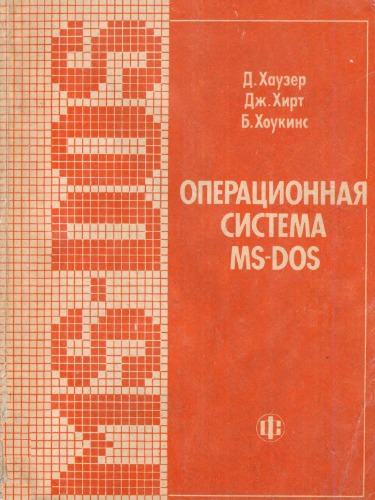 MS-DOS
Д. Хаузер
Дж. Хирт
Б. Хоукинс
ОПЕРАЦИОННАЯ
СИСТЕМА
MS-DOS